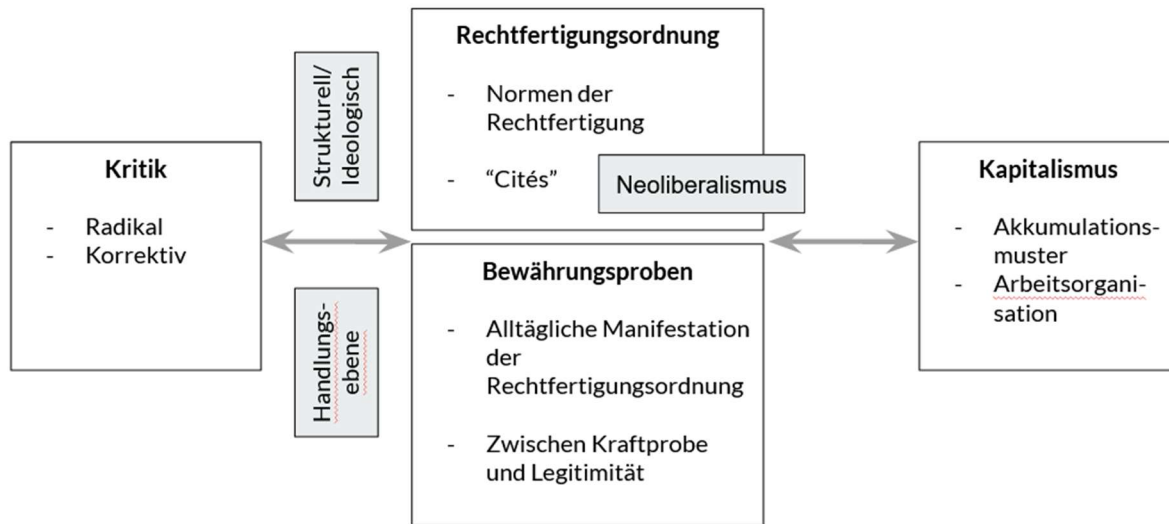 Kritik
- Radikal
- Korrektiv
Strukturell/
Ideologisch
Handlungs-
ebene
Rechtfertigungsordnung
- Normen der
Rechtfertigung
- “Cités”
Neoliberalismus
Bewährungsproben
- Alltägliche Manifestation
der
Rechtfertigungsordnung
- Zwischen Kraftprobe
und Legitimität
Kapitalismus
- Akkumulations-
muster
- Arbeitsorgani-
sation